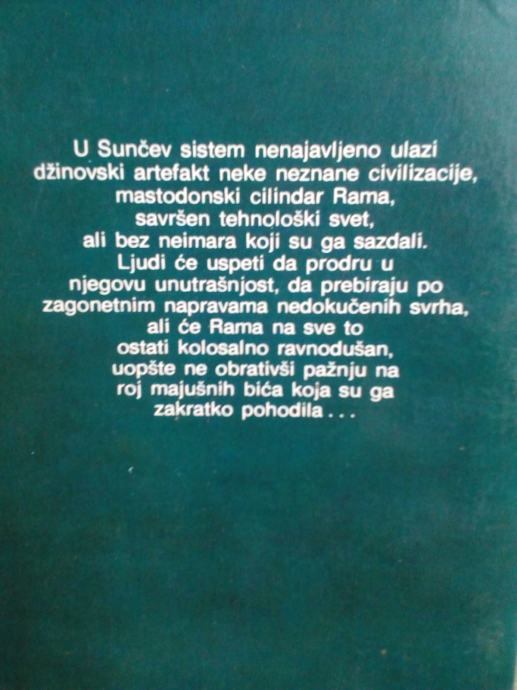 U Sunčev sistem nenajavljeno ulazi
džinovski artefakt neke neznane civilizacije,
mastodonski cilindar Rama,
savršen tehnološki svet,
ali bez neimara koji su ga sazdali.
Ljudi će uspeti da prodru u
njegovu unutrašnjost, da prebiraju po
zagonetnim napravama nedokučenih svrha,
ali će Rama na sve to
ostati kolosalno ravnodušan,
uopšte ne obrativši pažnju na
roj majušnih bića koja su ga
zakratko pohodila...